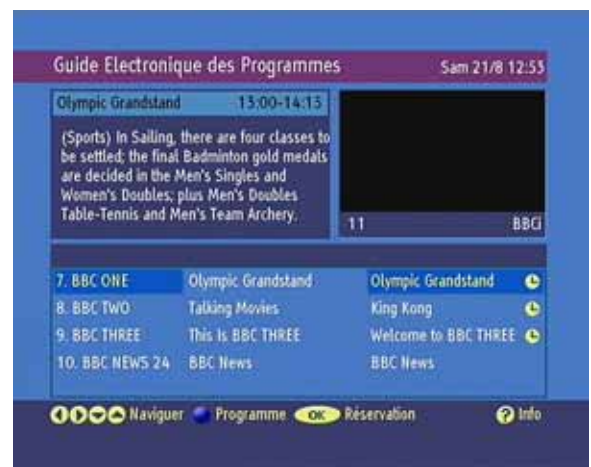 Guide Electronique des Programmes Sam 21/8 12:53
Olympic Grandstand 13:00-14:15
(Sports) In Sailing, there are four classes to
be settled; the final Badminton gold medals
are decided in the Men's Singles and
Women's Doubles; plus Men's Doubles
Table-Tennis and Men's Team Archery.
11 BBCi
7. BBC ONE Olympic Grandstand Olympic Grandstand
8. BBC TWO Talking Movies King Kong
9. BBC THREE This Is BBC THREE Welcome to BBC THREE
10. BBC NEWS 24 BBC News BBC News
Naviguer Programme OK Réservation ? Info